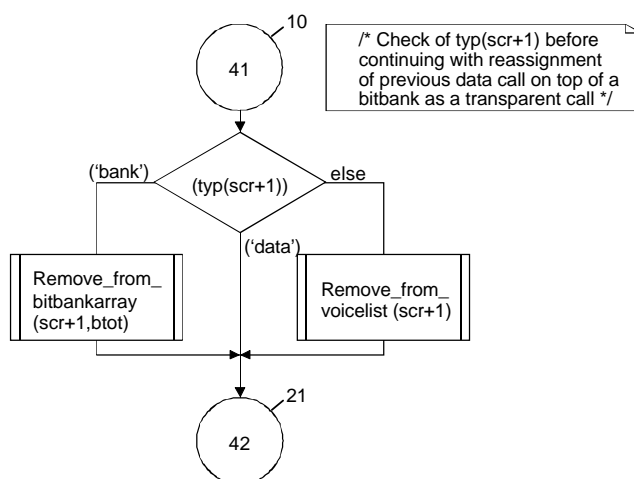 10
41
/* Check of typ(scr+1) before
continuing with reassignment
of previous data call on top of a
bitbank as a transparent call */
(‘bank’)
(typ(scr+1))
else
(‘data’)
Remove_from_
bitbankarray
(scr+1,btot)
Remove_from_
voicelist (scr+1)
21
42